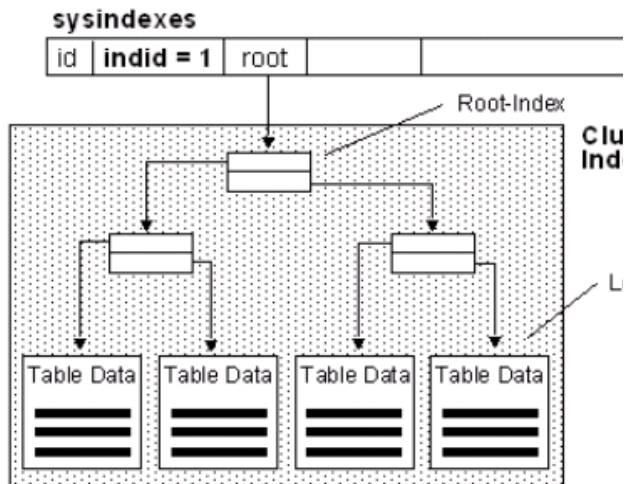 sysindexes
id indid = 1 root
Root-Index
Table Data Table Data Table Data Table Data